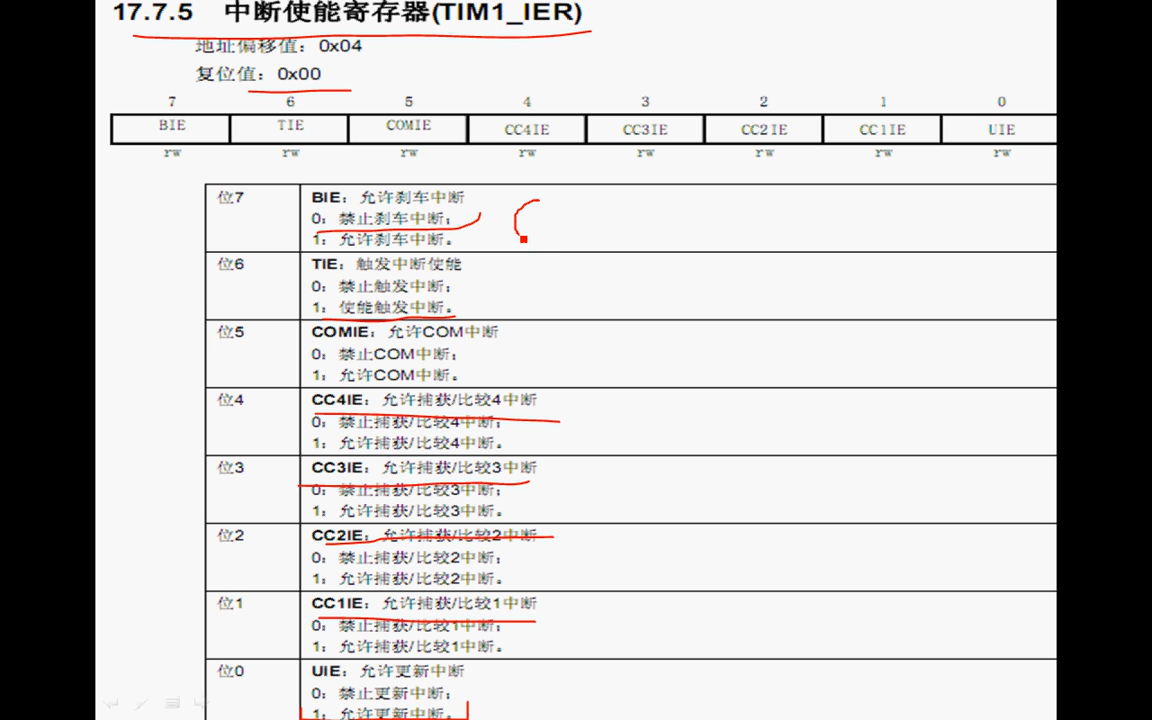 17.7.5 中断使能寄存器(TIM1_IER)
地址偏移值：0x04
复位值：0x00
7 6 5 4 3 2 1 0
BIE TIE COMIE CC4IE CC3IE CC2IE CC1IE UIE
rw rw rw rw rw rw rw rw
位7 BIE：允许刹车中断
0：禁止刹车中断；
1：允许刹车中断。
位6 TIE：触发中断使能
0：禁止触发中断；
1：使能触发中断。
位5 COMIE：允许COM中断
0：禁止COM中断；
1：允许COM中断。
位4 CC4IE：允许捕获/比较4中断
0：禁止捕获/比较4中断；
1：允许捕获/比较4中断。
位3 CC3IE：允许捕获/比较3中断
0：禁止捕获/比较3中断；
1：允许捕获/比较3中断。
位2 CC2IE：允许捕获/比较2中断
0：禁止捕获/比较2中断；
1：允许捕获/比较2中断。
位1 CC1IE：允许捕获/比较1中断
0：禁止捕获/比较1中断；
1：允许捕获/比较1中断。
位0 UIE：允许更新中断
0：禁止更新中断；
1：允许更新中断。